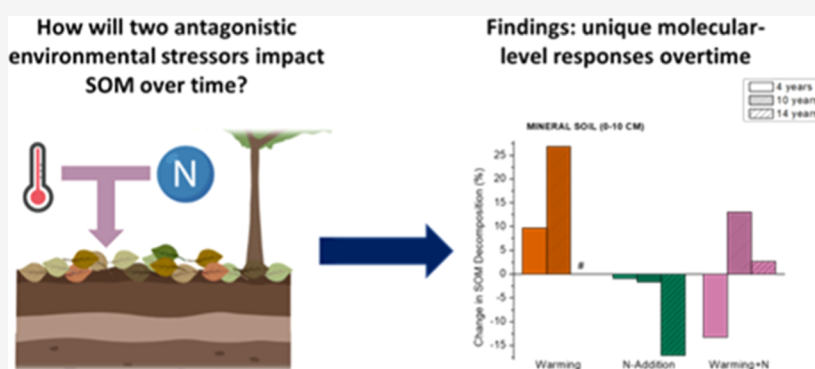 How will two antagonistic
environmental stressors impact
SOM over time?
N
Findings: unique molecular-
level responses overtime
4 years
10 years
14 years
MINERAL SOIL (0-10 CM)
Change in SOM Decomposition (%)
25
20
15
10
5
0
-5
-10
-15
#
Warming
N-Addition
Warming+N